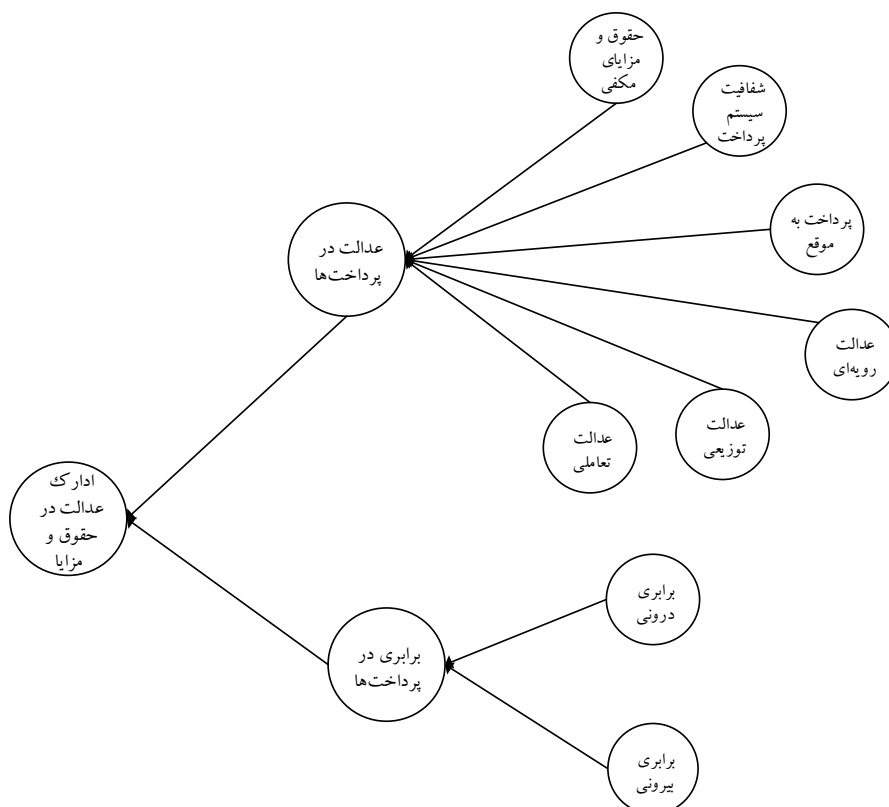 حقوق و
مزایای
مکفی
شفافیت
سیستم
پرداخت
پرداخت به
موقع
عدالت در
پرداخت‌ها
عدالت
رویه‌ای
عدالت
توزیعی
عدالت
تعاملی
ادارک
عدالت در
حقوق و
مزایا
برابری
درونی
برابری در
پرداخت‌ها
برابری
بیرونی